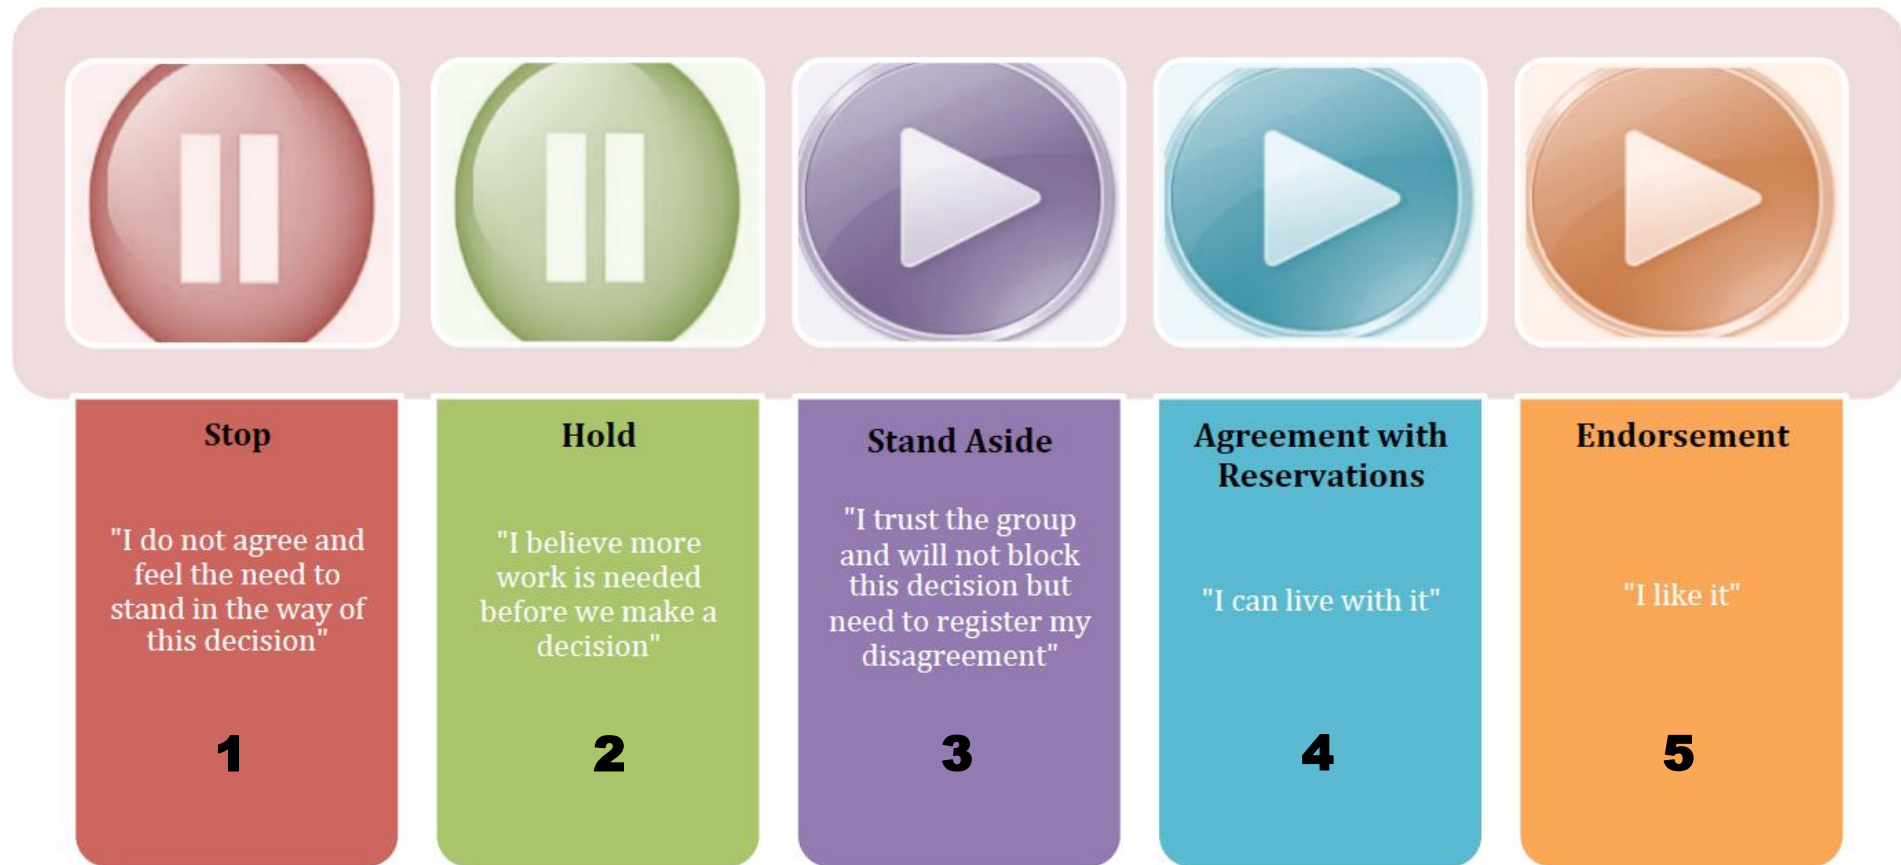 Stop
"I do not agree and
feel the need to
stand in the way of
this decision"
1
Hold
"I believe more
work is needed
before we make a
decision"
2
Stand Aside
"I trust the group
and will not block
this decision but
need to register my
disagreement"
3
Agreement with
Reservations
"I can live with it"
4
Endorsement
"I like it"
5